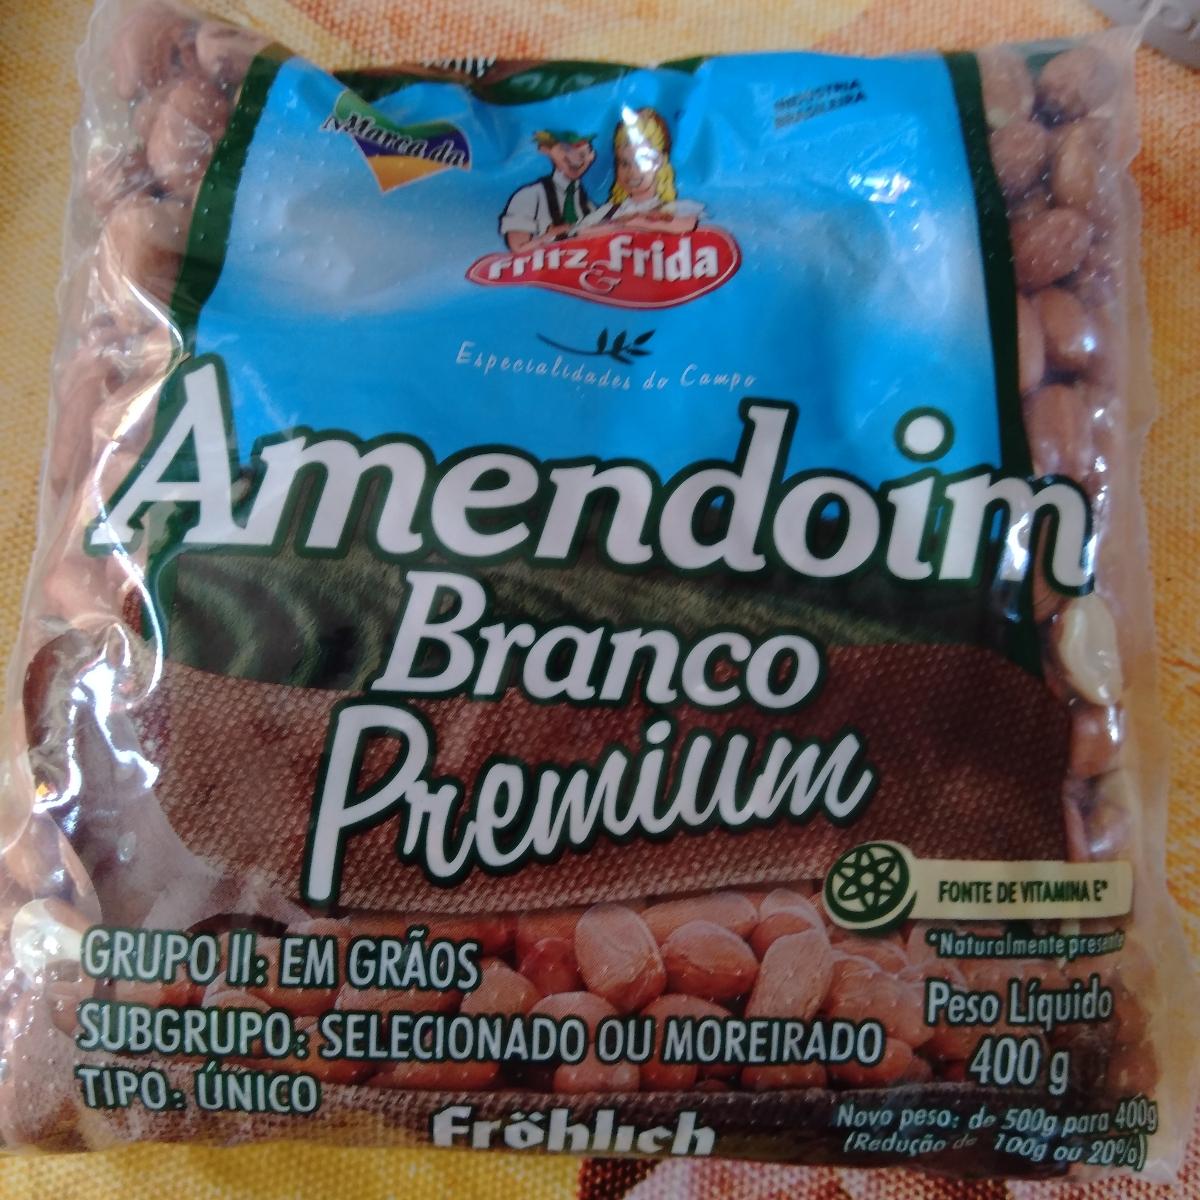 A Marca da
INDÚSTRIA
BRASILEIRA
Fritz & Frida
Especialidades do Campo
Amendoim
Branco
Premium
FONTE DE VITAMINA E*
*Naturalmente presente
GRUPO II: EM GRÃOS
SUBGRUPO: SELECIONADO OU MOREIRADO
TIPO: ÚNICO
Peso Líquido
400 g
Novo peso: de 500g para 400g
(Redução de 100g ou 20%)
Fröhlich